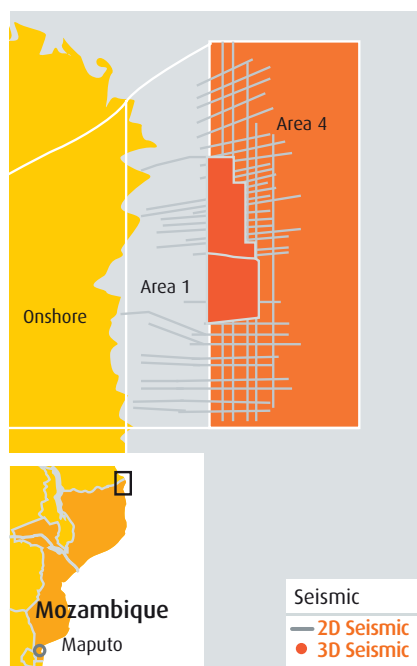 Area 4
Area 1
Onshore
Mozambique
Maputo
Seismic
2D Seismic
3D Seismic